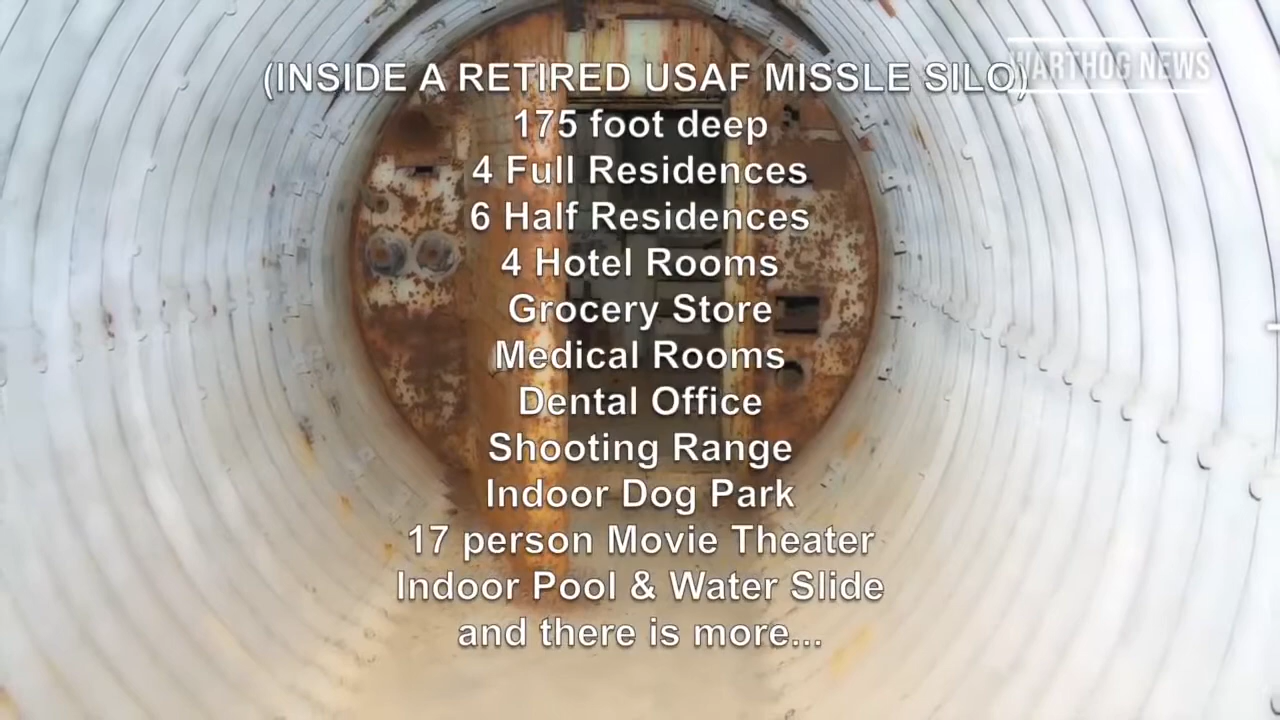 WARTHOG NEWS
(INSIDE A RETIRED USAF MISSLE SILO)
175 foot deep
4 Full Residences
6 Half Residences
4 Hotel Rooms
Grocery Store
Medical Rooms
Dental Office
Shooting Range
Indoor Dog Park
17 person Movie Theater
Indoor Pool & Water Slide
and there is more...